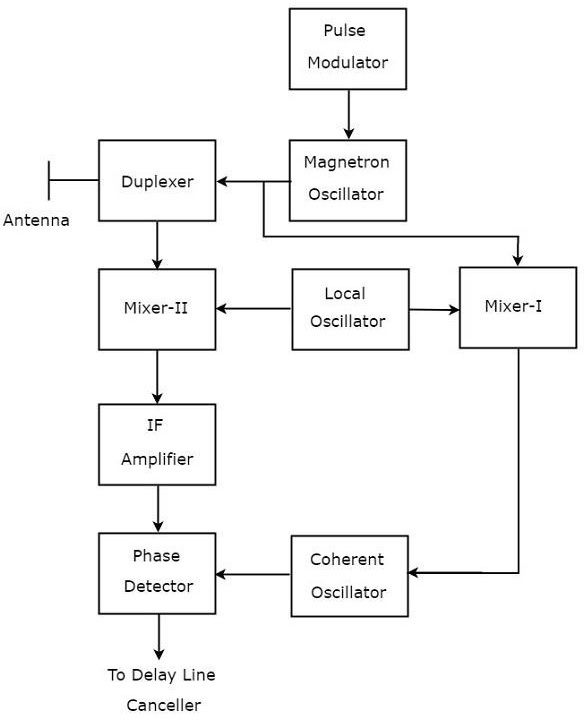 Pulse
Modulator
Magnetron
Oscillator
Duplexer
Antenna
Mixer-II
Local
Oscillator
Mixer-I
IF
Amplifier
Phase
Detector
Coherent
Oscillator
To Delay Line
Canceller